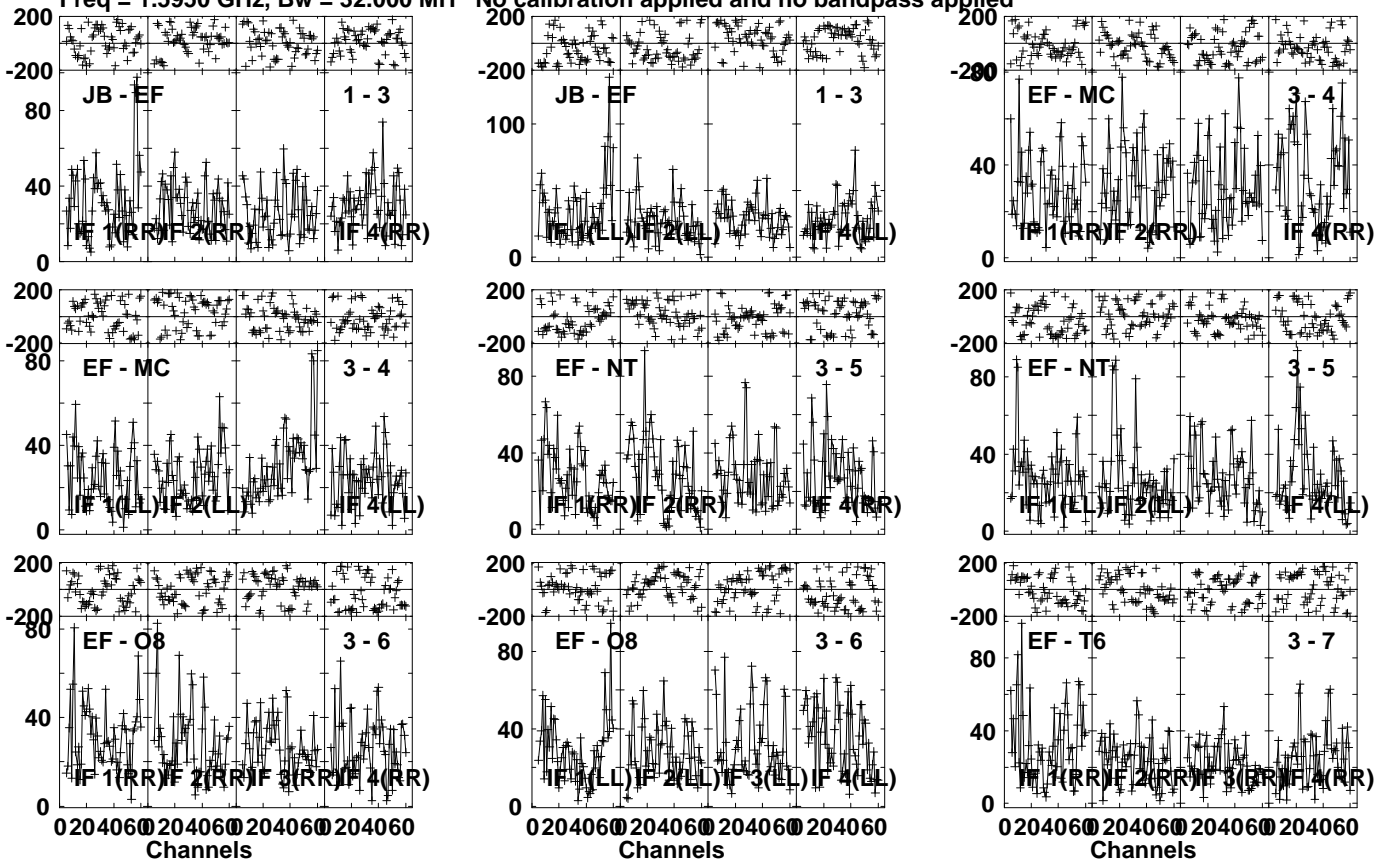 Freq = 1.5950 GHz, Bw = 32.000 MH No calibration applied and no bandpass applied
200
-200
JB - EF 1 - 3
80
40
0
IF 1(RR) IF 2(RR) IF 4(RR)
200
-200
JB - EF 1 - 3
100
0
IF 1(LL) IF 2(LL) IF 4(LL)
200
-200
80
EF - MC 3 - 4
40
0
IF 1(RR) IF 2(RR) IF 4(RR)
200
-200
EF - MC 3 - 4
80
40
0
IF 1(LL) IF 2(LL) IF 4(LL)
200
-200
EF - NT 3 - 5
80
40
0
IF 1(RR) IF 2(RR) IF 4(RR)
200
-200
EF - NT 3 - 5
80
40
0
IF 1(LL) IF 2(LL) IF 4(LL)
200
-200
80
EF - O8 3 - 6
40
0
IF 1(RR) IF 2(RR) IF 3(RR) IF 4(RR)
0 20 40 60 0 20 40 60 0 20 40 60 0 20 40 60
Channels
200
-200
EF - O8 3 - 6
80
40
0
IF 1(LL) IF 2(LL) IF 3(LL) IF 4(LL)
0 20 40 60 0 20 40 60 0 20 40 60 0 20 40 60
Channels
200
-200
EF - T6 3 - 7
80
40
0
IF 1(RR) IF 2(RR) IF 3(RR) IF 4(RR)
0 20 40 60 0 20 40 60 0 20 40 60 0 20 40 60
Channels